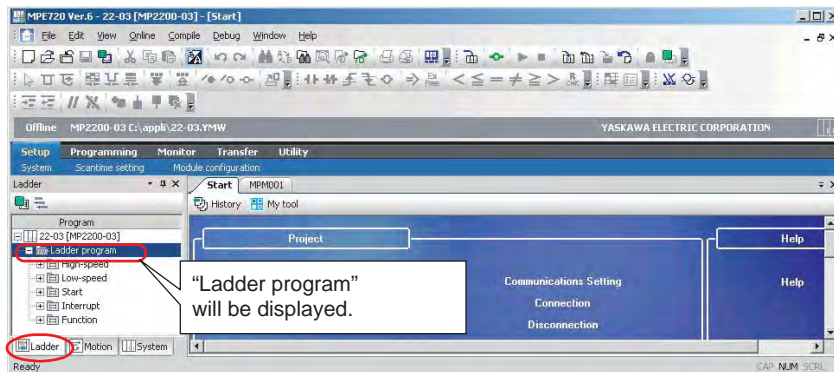 MPE720 Ver.6 - 22-03 [MP2200-03] - [Start]
File Edit View Online Compile Debug Window Help
Offline MP2200-03 C:\appli\22-03.YMW YASKAWA ELECTRIC CORPORATION
Setup Programming Monitor Transfer Utility
System Scantime setting Module configuration
Ladder
Start MPM001
History My tool
Program
22-03 [MP2200-03]
Ladder program
High-speed
Low-speed
Start
Interrupt
Function
Project
Help
Communications Setting
Help
Connection
Disconnection
“Ladder program”
will be displayed.
Ladder Motion System
Ready
CAP NUM SCRL